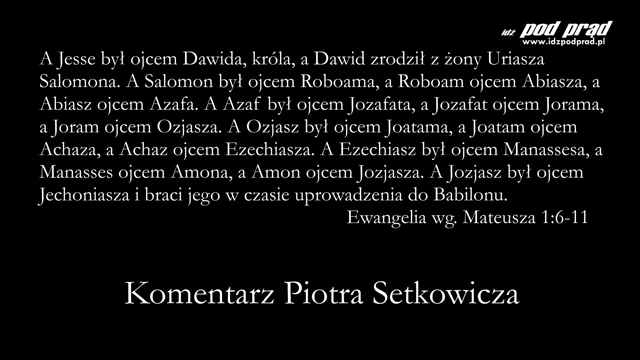 idź pod prąd
www.idzpodprad.pl
A Jesse był ojcem Dawida, króla, a Dawid zrodził z żony Uriasza
Salomona. A Salomon był ojcem Roboama, a Roboam ojcem Abiasza, a
Abiasz ojcem Azafa. A Azaf był ojcem Jozafata, a Jozafat ojcem Jorama,
a Joram ojcem Ozjasza. A Ozjasz był ojcem Joatama, a Joatam ojcem
Achaza, a Achaz ojcem Ezechiasza. A Ezechiasz był ojcem Manassesa, a
Manasses ojcem Amona, a Amon ojcem Jozjasza. A Jozjasz był ojcem
Jechoniasza i braci jego w czasie uprowadzenia do Babilonu.
Ewangelia wg. Mateusza 1:6-11
Komentarz Piotra Setkowicza